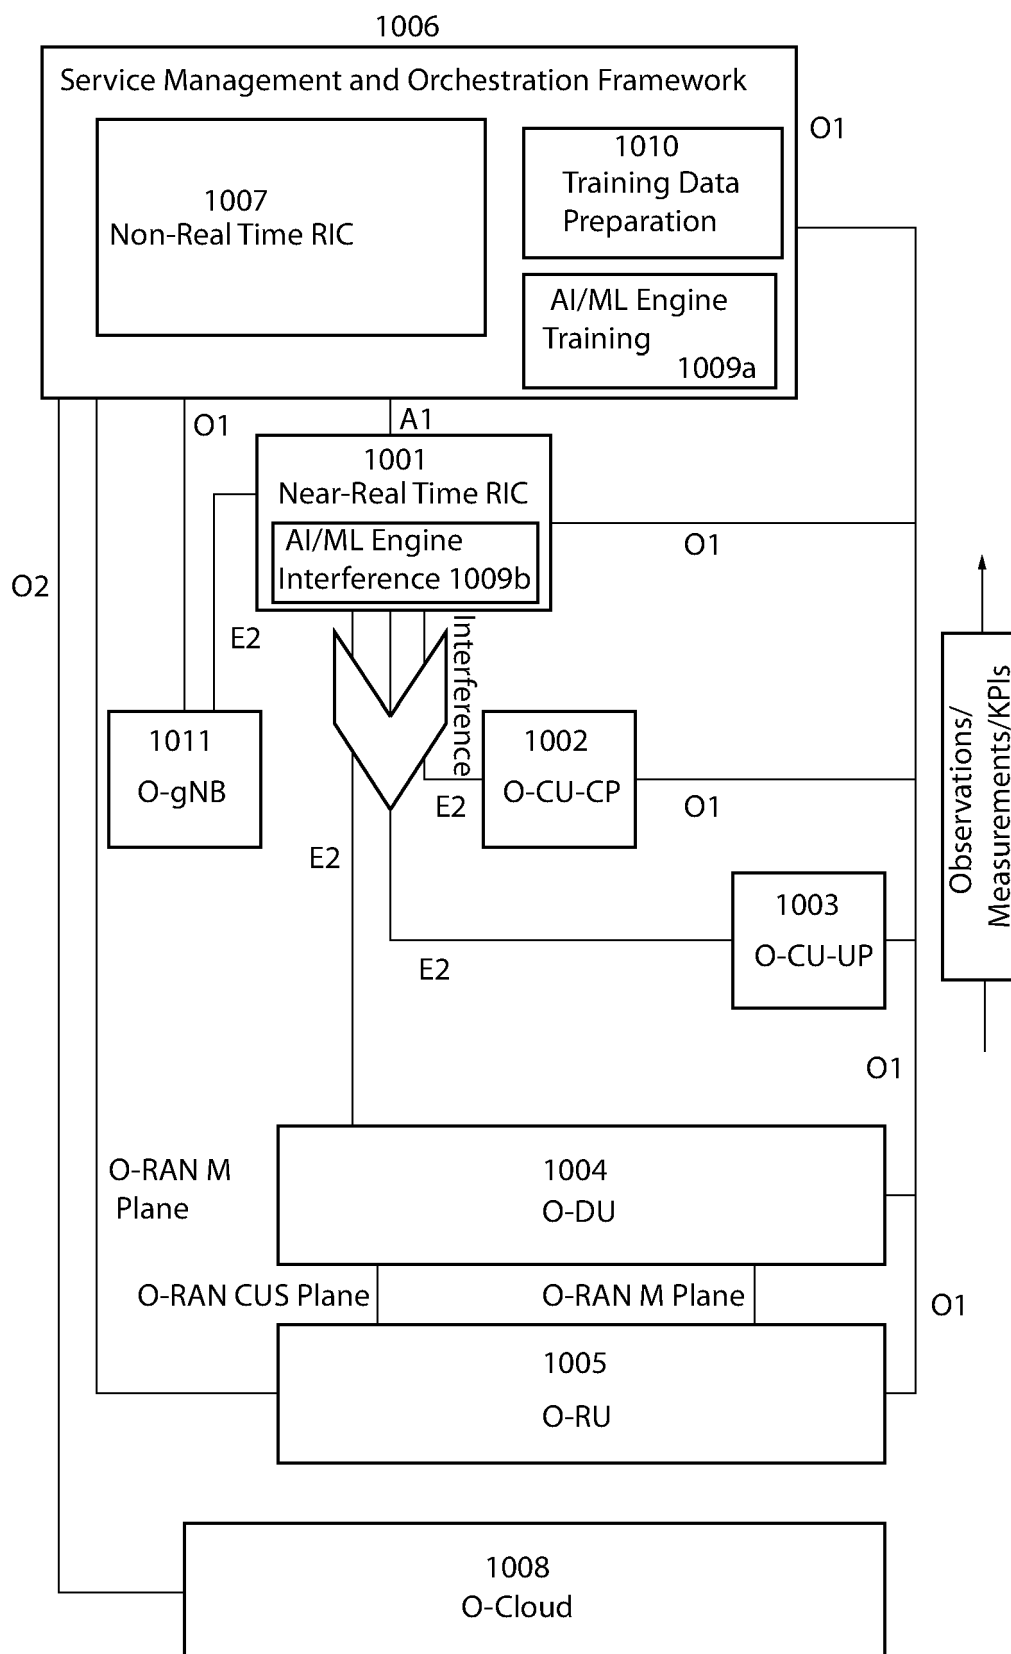 1006
Service Management and Orchestration Framework
O1
1010
Training Data
Preparation
1007
Non-Real Time RIC
AI/ML Engine
Training
1009a
O1
A1
1001
Near-Real Time RIC
AI/ML Engine
Interference 1009b
O1
O2
E2
Interference
1011
O-gNB
1002
O-CU-CP
E2
O1
Observations/
Measurements/KPIs
E2
1003
O-CU-UP
E2
O1
O-RAN M
Plane
1004
O-DU
O-RAN CUS Plane
O-RAN M Plane
O1
1005
O-RU
1008
O-Cloud